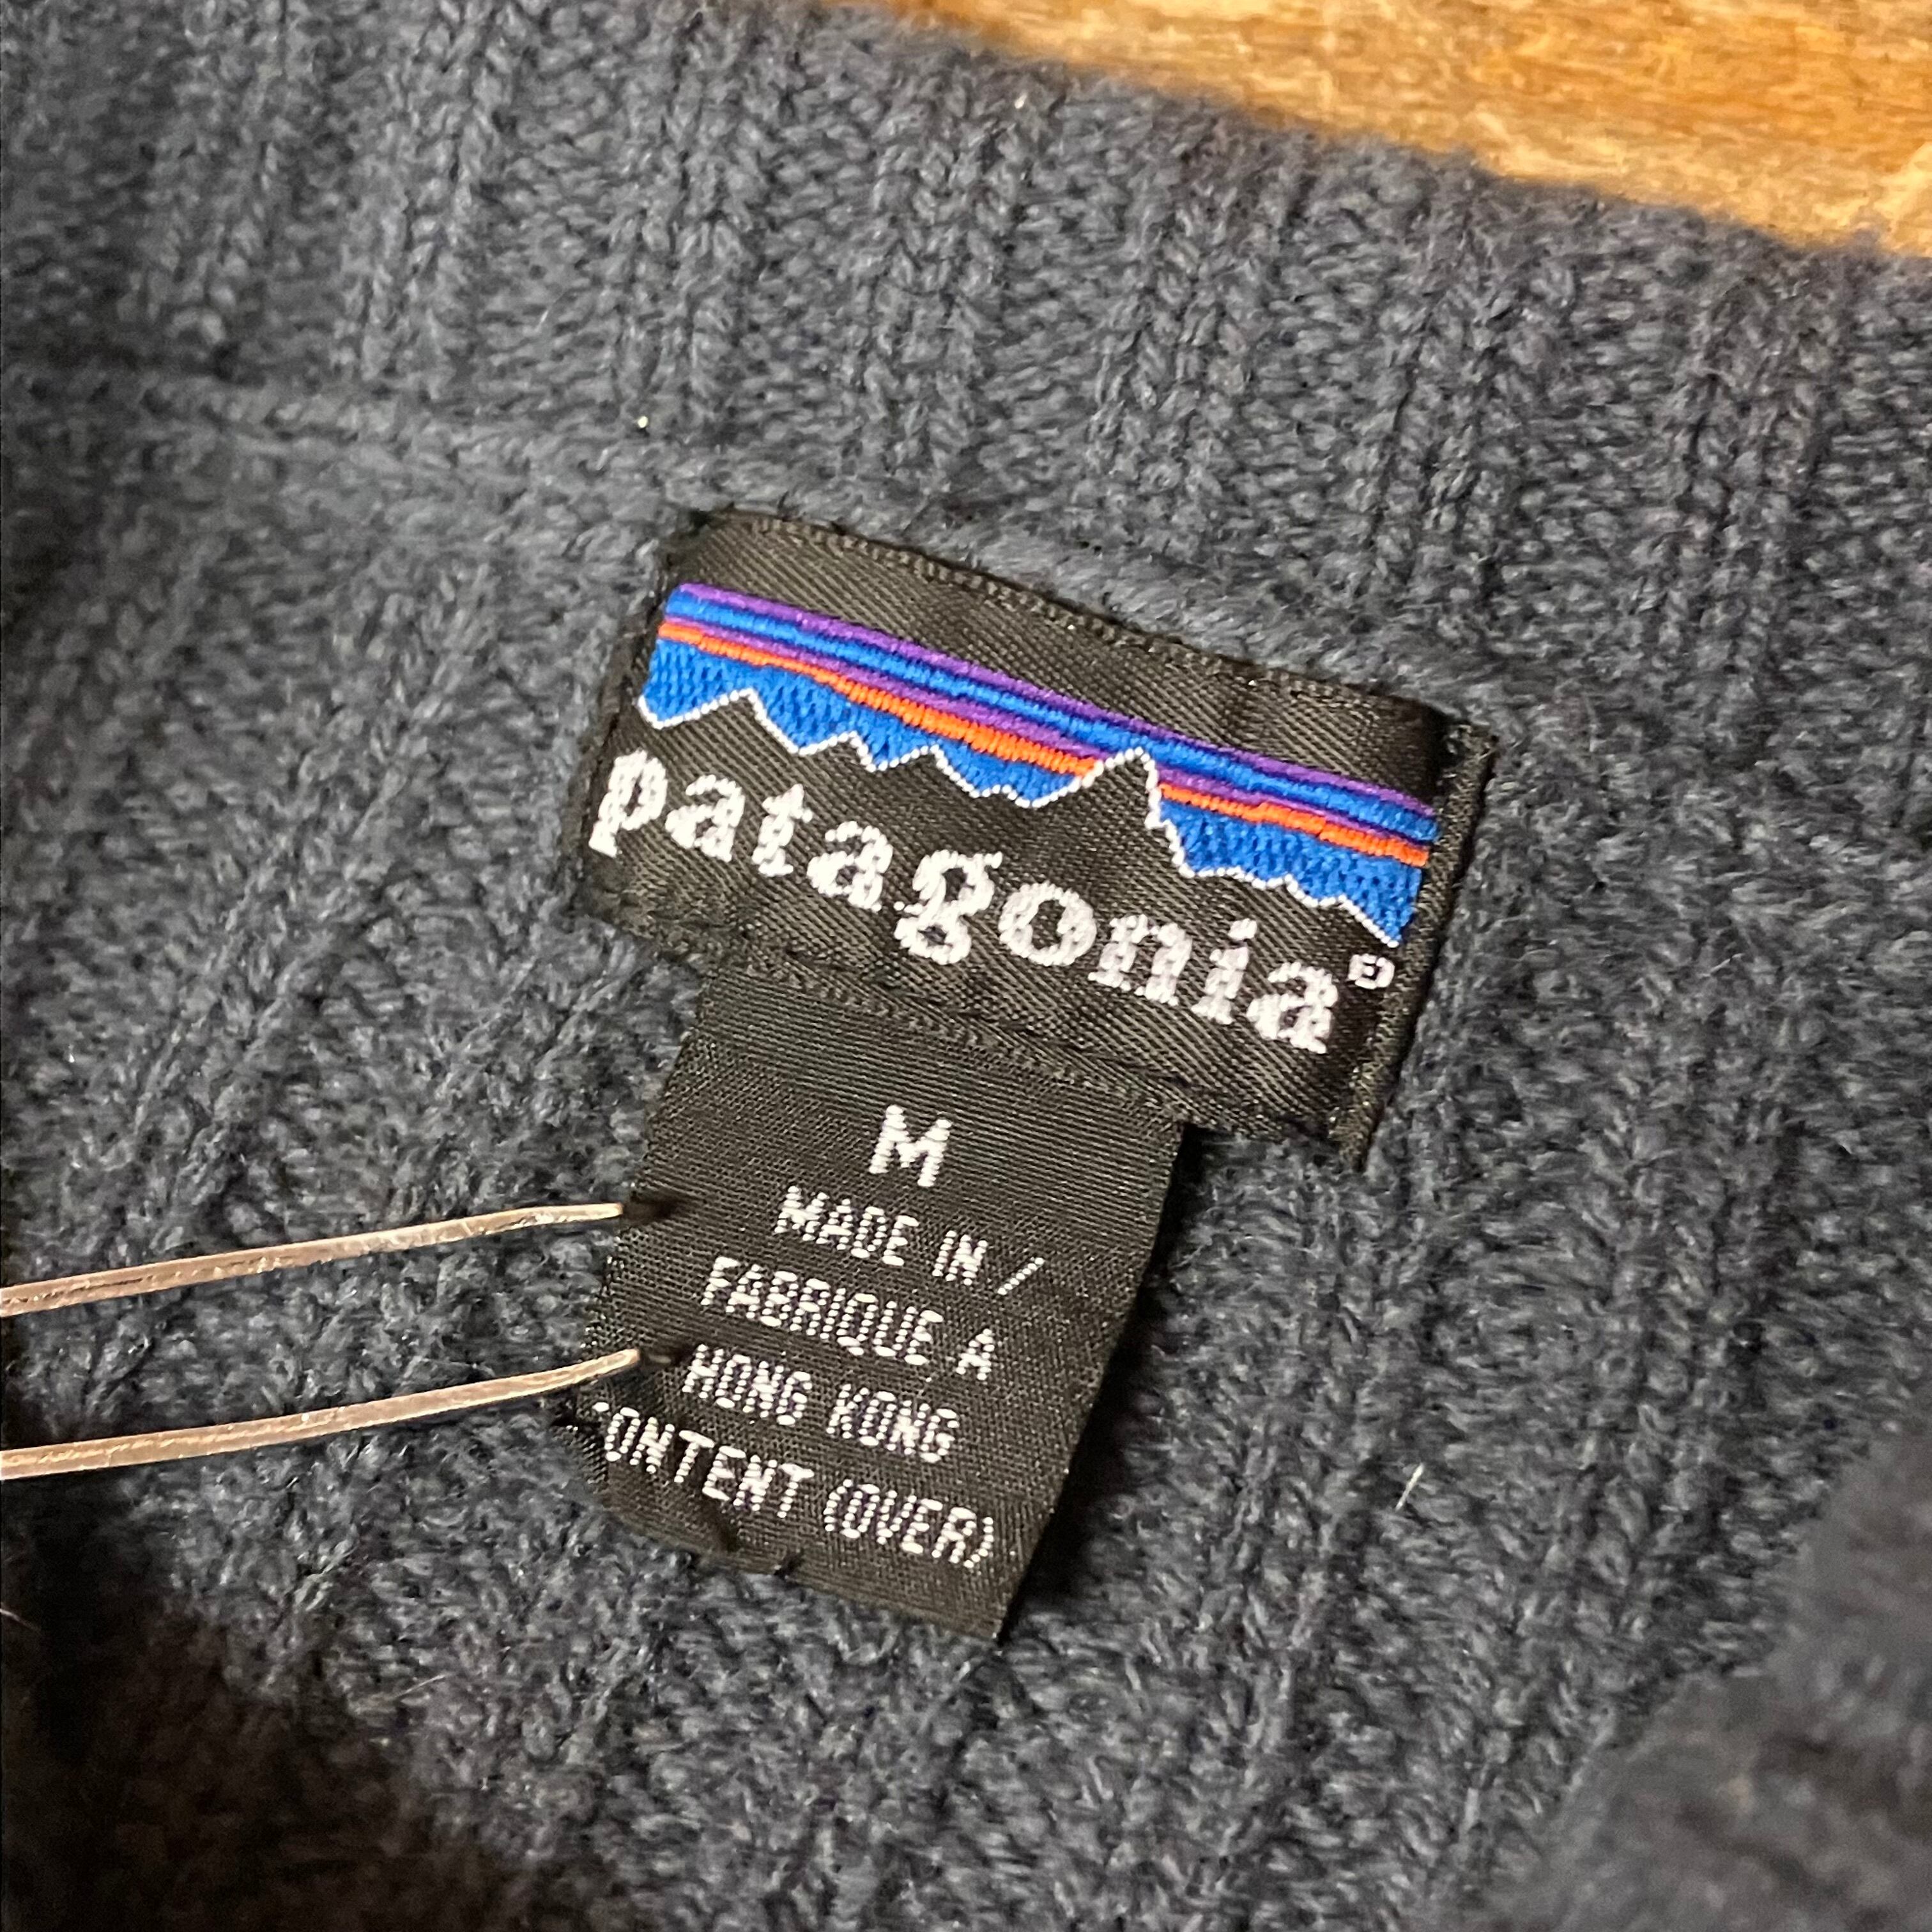 patagonia®
M
MADE IN /
FABRIQUE A
HONG KONG
CONTENT (OVER)